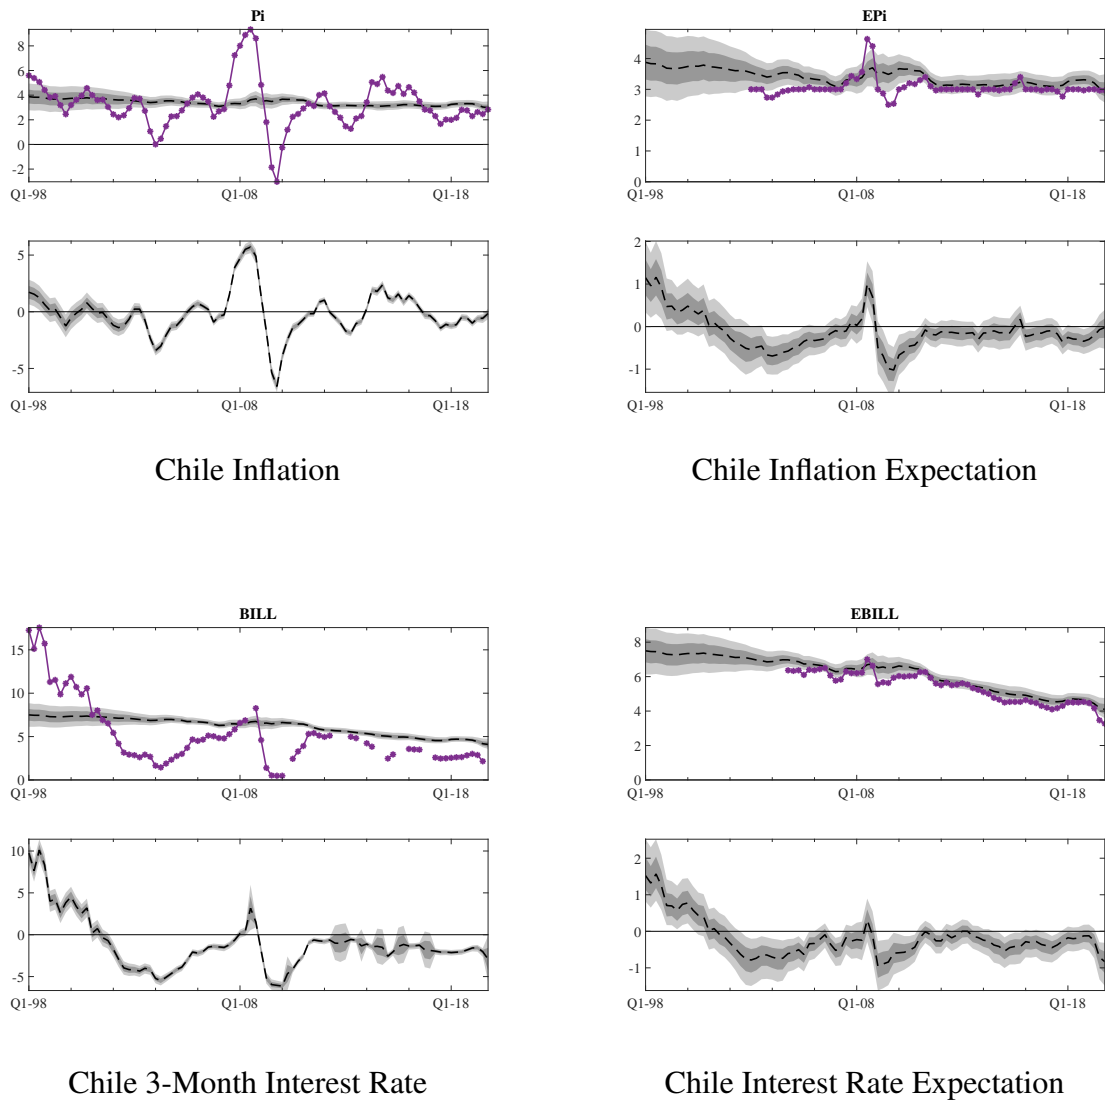 Pi
8
6
4
2
0
-2
Q1-98 Q1-08 Q1-18
5
0
-5
Q1-98 Q1-08 Q1-18
Chile Inflation
EPi
4
3
2
1
0
Q1-98 Q1-08 Q1-18
2
1
0
-1
Q1-98 Q1-08 Q1-18
Chile Inflation Expectation
BILL
15
10
5
0
Q1-98 Q1-08 Q1-18
10
5
0
-5
Q1-98 Q1-08 Q1-18
Chile 3-Month Interest Rate
EBILL
8
6
4
2
0
Q1-98 Q1-08 Q1-18
2
1
0
-1
Q1-98 Q1-08 Q1-18
Chile Interest Rate Expectation